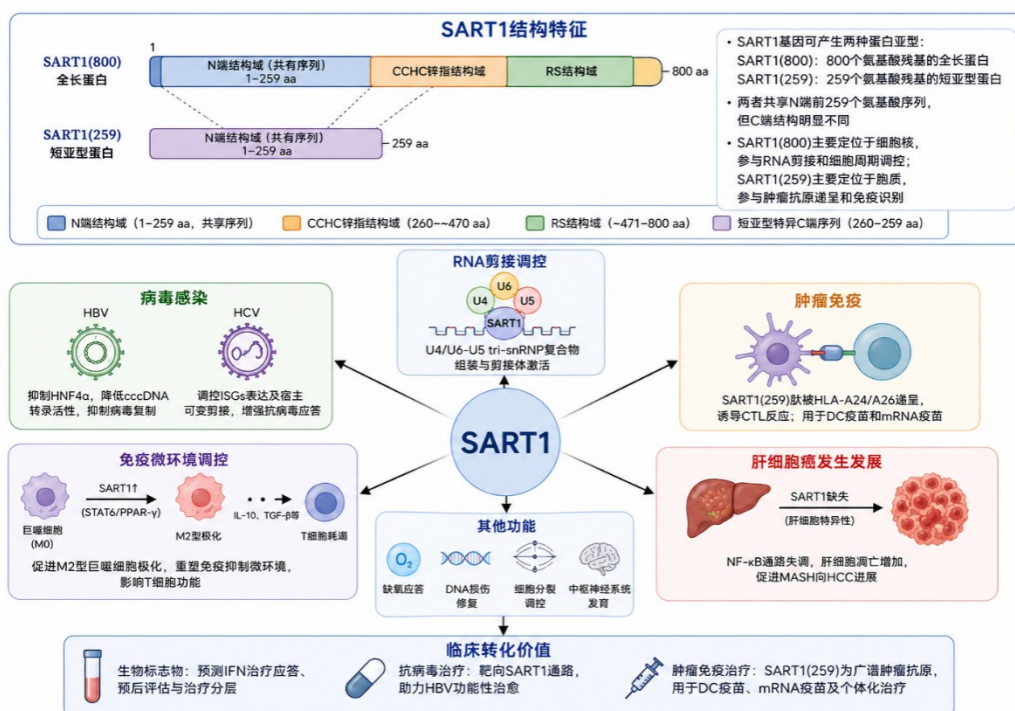 SART1结构特征
1
SART1(800)
全长蛋白
N端结构域 (共有序列)
1–259 aa
CCHC锌指结构域
RS结构域
800 aa
SART1(259)
短亚型蛋白
N端结构域 (共有序列)
1–259 aa
259 aa
• SART1基因可产生两种蛋白亚型：
SART1(800)：800个氨基酸残基的全长蛋白
SART1(259)：259个氨基酸残基的短亚型蛋白
• 两者共享N端前259个氨基酸序列，
但C端结构明显不同
• SART1(800)主要定位于细胞核，
参与RNA剪接和细胞周期调控；
SART1(259)主要定位于胞质，
参与肿瘤抗原递呈和免疫识别
N端结构域（1–259 aa，共享序列）
CCHC锌指结构域（260~–470 aa）
RS结构域（~471–800 aa）
短亚型特异C端序列（260–259 aa）
病毒感染
HBV
HCV
抑制HNF4α，降低cccDNA
转录活性，抑制病毒复制
调控ISGs表达及宿主
可变剪接，增强抗病毒应答
RNA剪接调控
U4
U6
U5
SART1
U4/U6-U5 tri-snRNP复合物
组装与剪接体激活
肿瘤免疫
SART1(259)肽被HLA-A24/A26递呈，
诱导CTL反应；用于DC疫苗和mRNA疫苗
SART1
免疫微环境调控
巨噬细胞
(M0)
SART1↑
(STAT6/PPAR-γ)
M2型极化
IL-10、TGF-β等
T细胞耗竭
促进M2型巨噬细胞极化，重塑免疫抑制微环境，
影响T细胞功能
其他功能
O2
缺氧应答
DNA损伤
修复
细胞分裂
调控
中枢神经系统
发育
肝细胞癌发生发展
SART1缺失
(肝细胞特异性)
NF-κB通路失调，肝细胞凋亡增加，
促进MASH向HCC进展
临床转化价值
生物标志物：预测IFN治疗应答、
预后评估与治疗分层
抗病毒治疗：靶向SART1通路，
助力HBV功能性治愈
肿瘤免疫治疗：SART1(259)为广谱肿瘤抗原，
用于DC疫苗、mRNA疫苗及个体化治疗